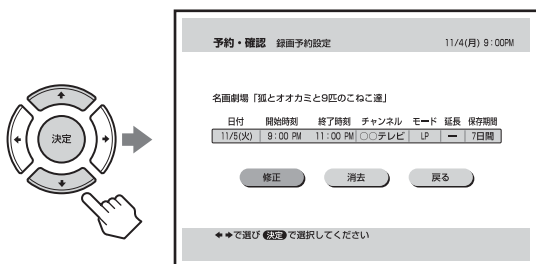 予約・確認 録画予約設定 11/4(月) 9:00PM
名画劇場「狐とオオカミと9匹のこねこ達」
日付 開始時刻 終了時刻 チャンネル モード 延長 保存期間
11/5(火) 9:00 PM 11:00 PM ○○テレビ LP ー 7日間
決定
修正 消去 戻る
で選び 決定 で選択してください